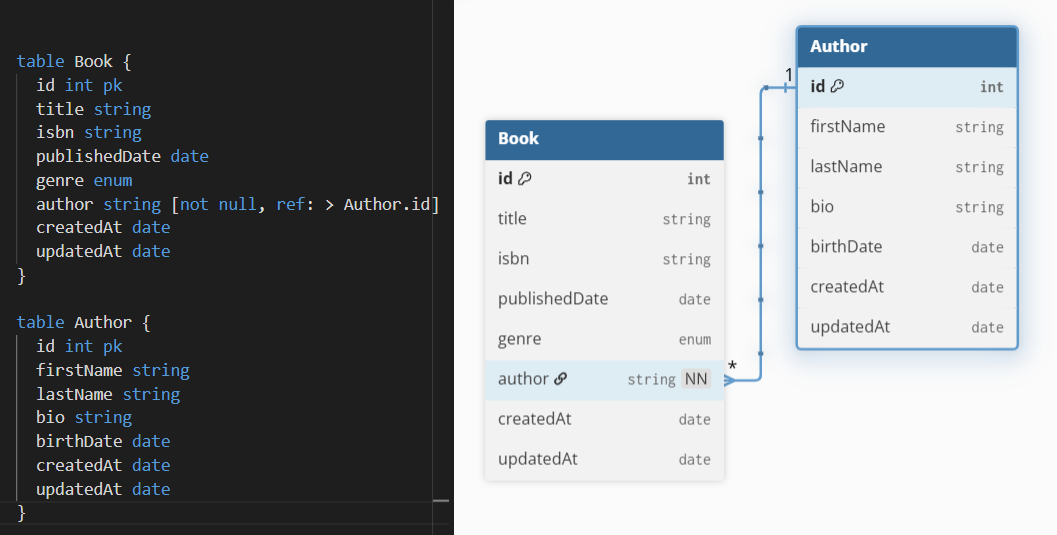 table Book {
id int pk
title string
isbn string
publishedDate date
genre enum
author string [not null, ref: > Author.id]
createdAt date
updatedAt date
}
table Author {
id int pk
firstName string
lastName string
bio string
birthDate date
createdAt date
updatedAt date
}
Book
id int
title string
isbn string
publishedDate date
genre enum
author string NN
createdAt date
updatedAt date
*
1
Author
id int
firstName string
lastName string
bio string
birthDate date
createdAt date
updatedAt date